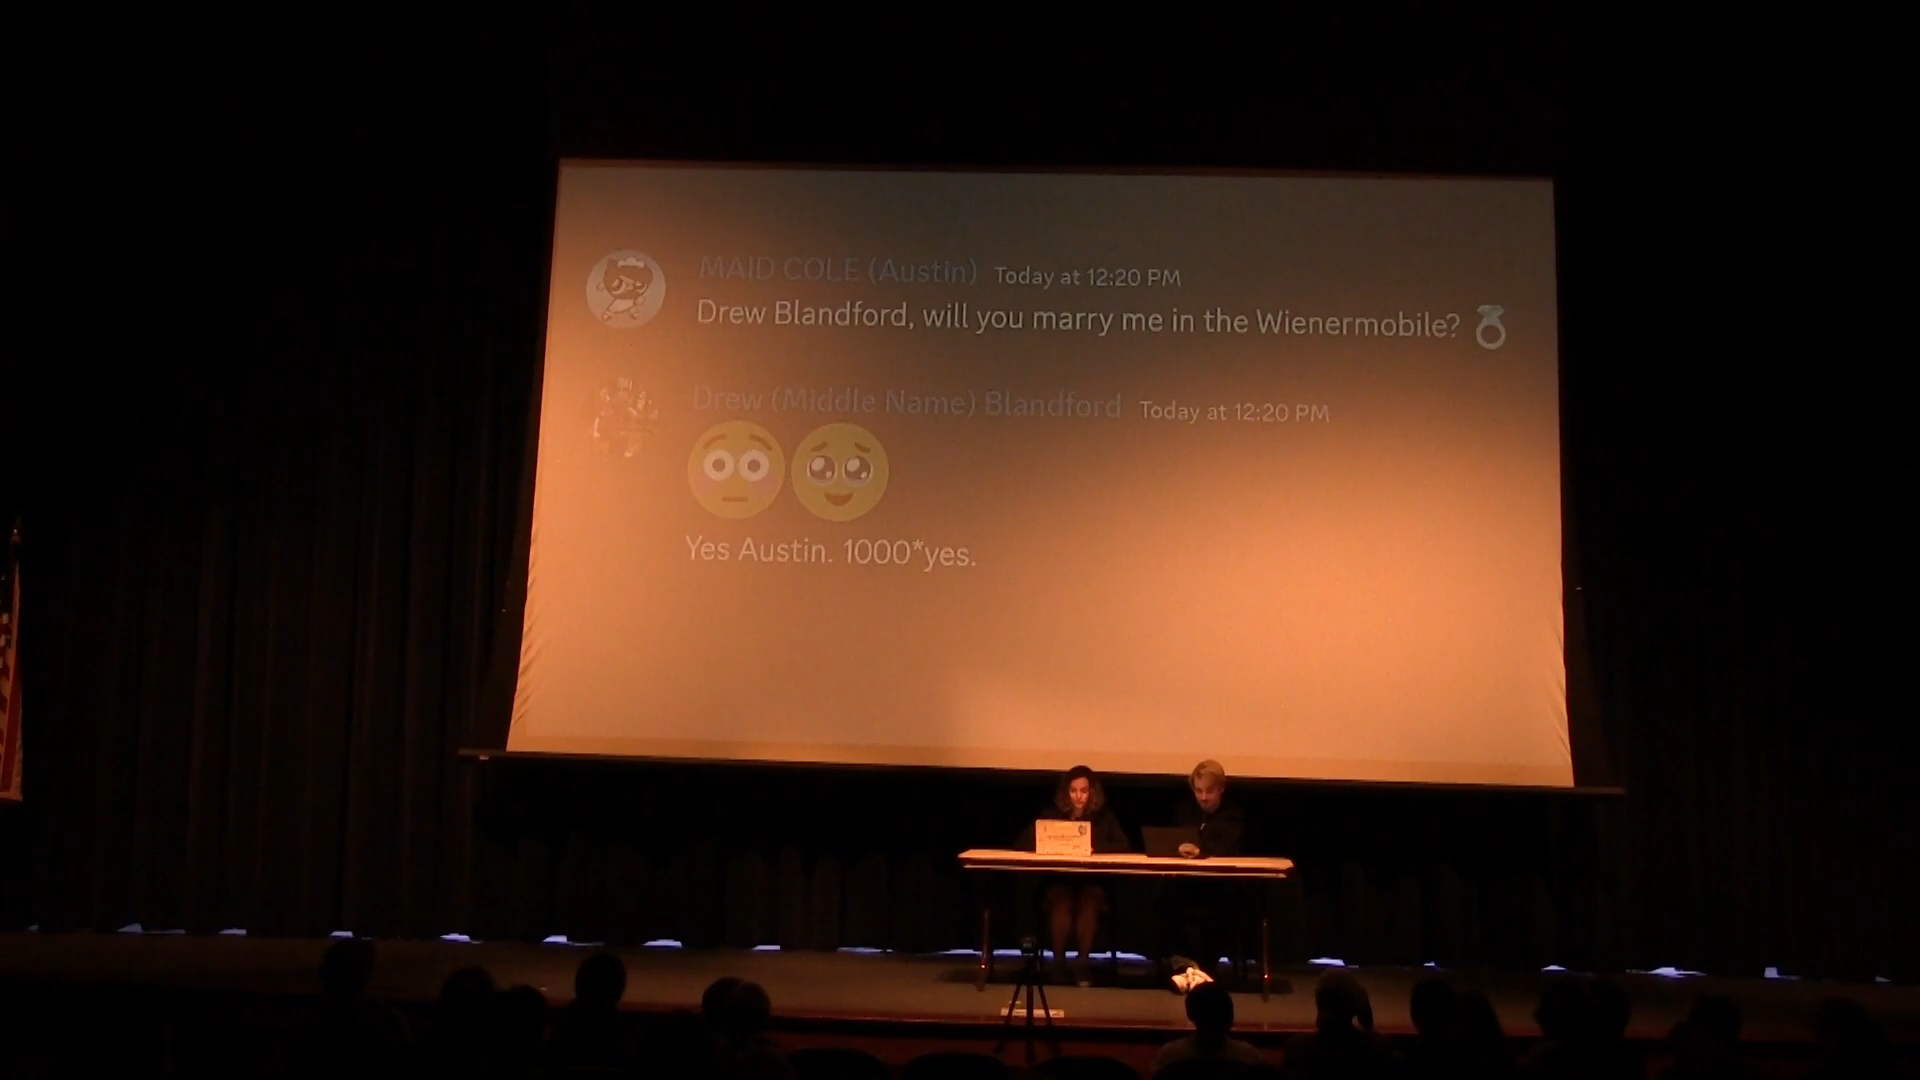 MAID COLE (Austin) Today at 12:20 PM
Drew Blandford, will you marry me in the Wienermobile? 💍
Drew (Middle Name) Blandford Today at 12:20 PM
😳🥹
Yes Austin. 1000*yes.